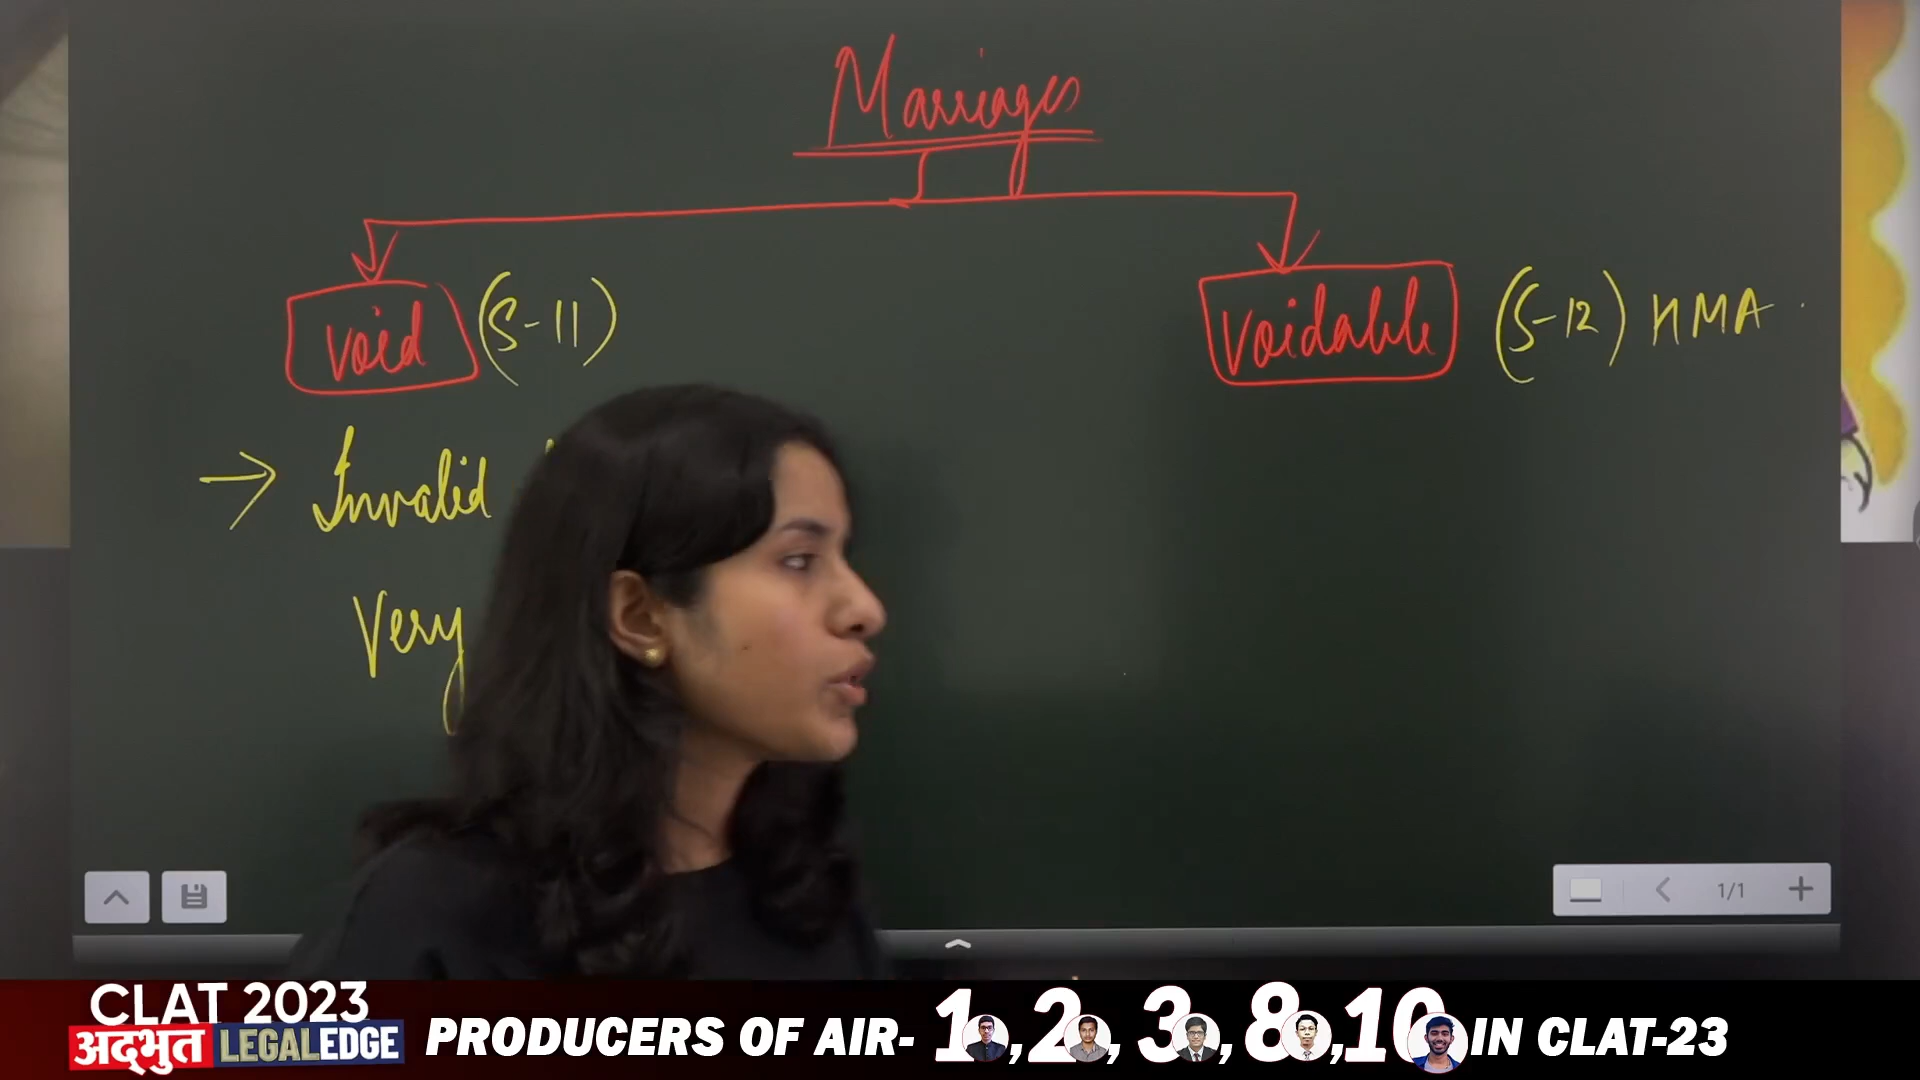 Marriages
void (S-11)
voidable (S-12) HMA
→ Invalid
Very
1/1
CLAT 2023
अद्भुत LEGALEDGE
PRODUCERS OF AIR- 1, 2, 3, 8, 10 IN CLAT-23